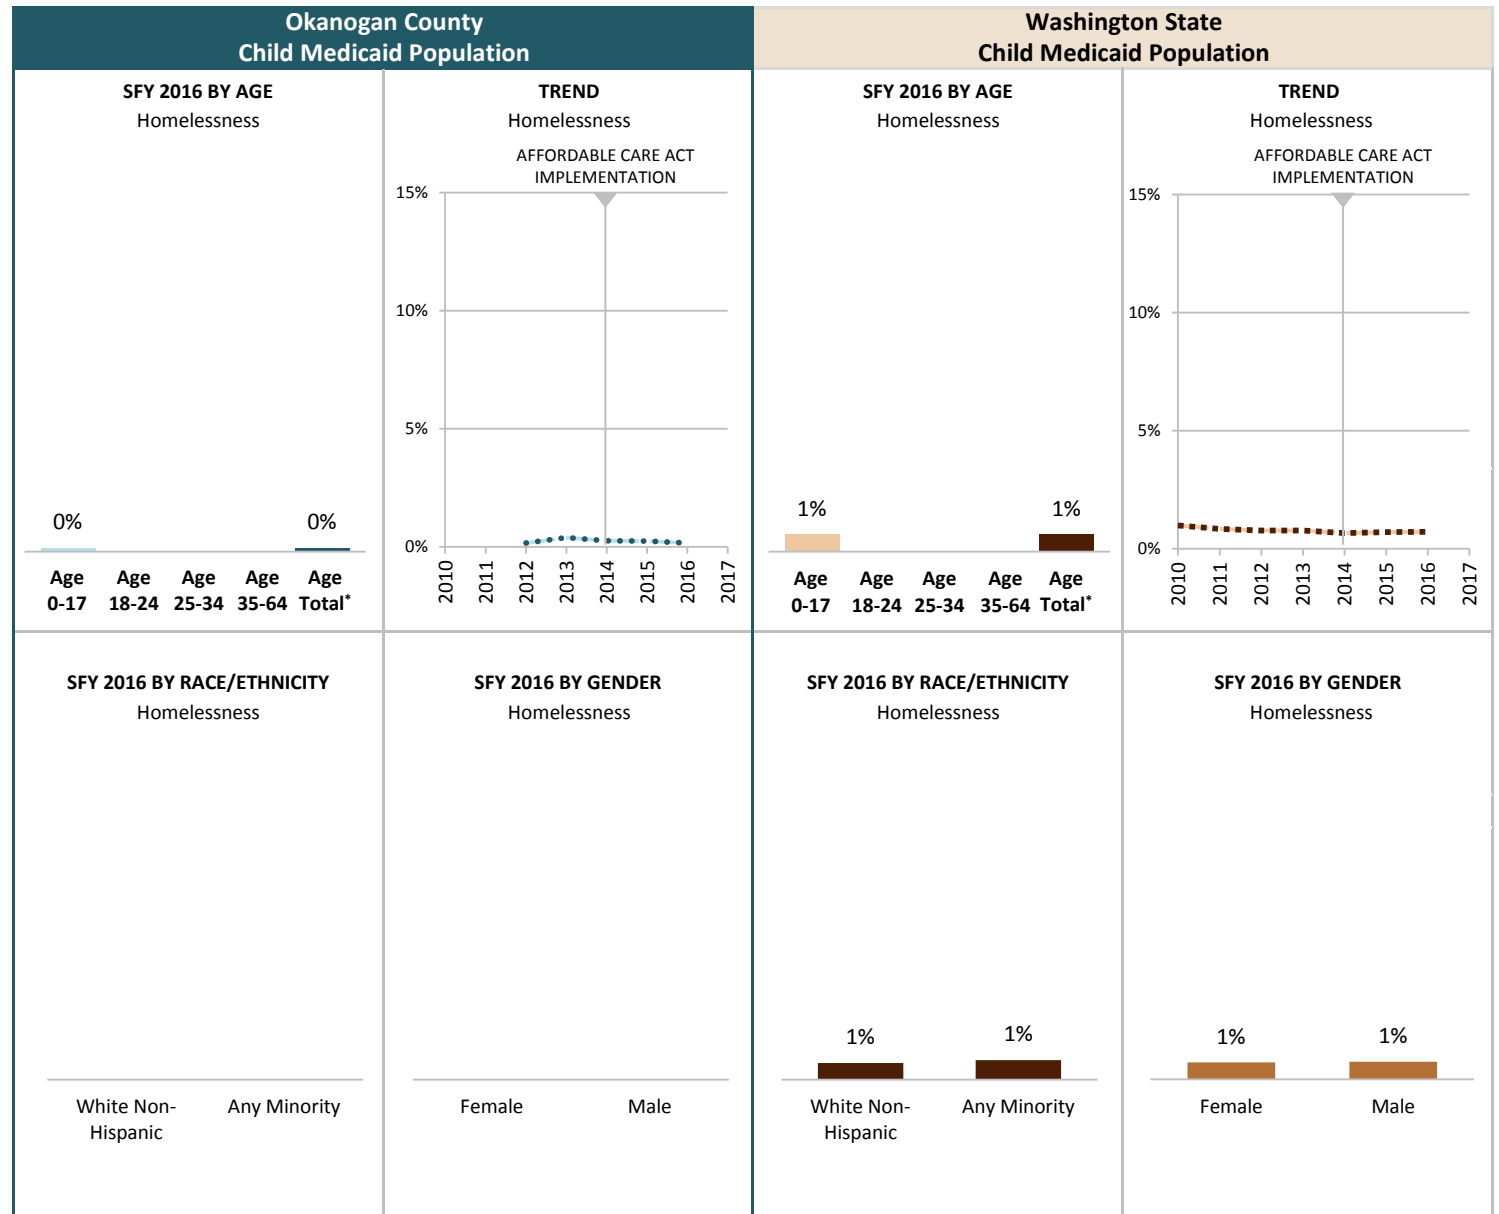 Okanogan County
Child Medicaid Population
Washington State
Child Medicaid Population
SFY 2016 BY AGE
Homelessness
0%
0%
Age 0-17
Age 18-24
Age 25-34
Age 35-64
Age Total*
TREND
Homelessness
AFFORDABLE CARE ACT
IMPLEMENTATION
15%
10%
5%
0%
2010
2011
2012
2013
2014
2015
2016
2017
SFY 2016 BY AGE
Homelessness
1%
1%
Age 0-17
Age 18-24
Age 25-34
Age 35-64
Age Total*
TREND
Homelessness
AFFORDABLE CARE ACT
IMPLEMENTATION
15%
10%
5%
0%
2010
2011
2012
2013
2014
2015
2016
2017
SFY 2016 BY RACE/ETHNICITY
Homelessness
White Non-
Hispanic
Any Minority
SFY 2016 BY GENDER
Homelessness
Female
Male
SFY 2016 BY RACE/ETHNICITY
Homelessness
1%
1%
White Non-
Hispanic
Any Minority
SFY 2016 BY GENDER
Homelessness
1%
1%
Female
Male